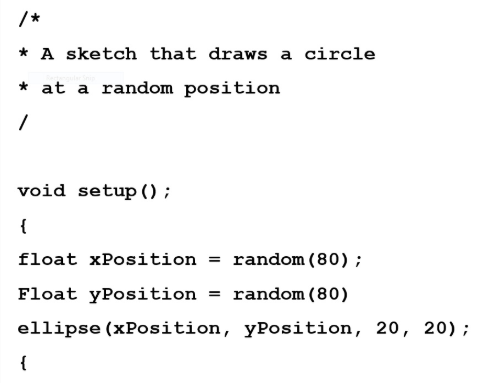 /*
* A sketch that draws a circle
* at a random position
/
void setup();
{
float xPosition = random(80);
Float yPosition = random(80)
ellipse(xPosition, yPosition, 20, 20);
{